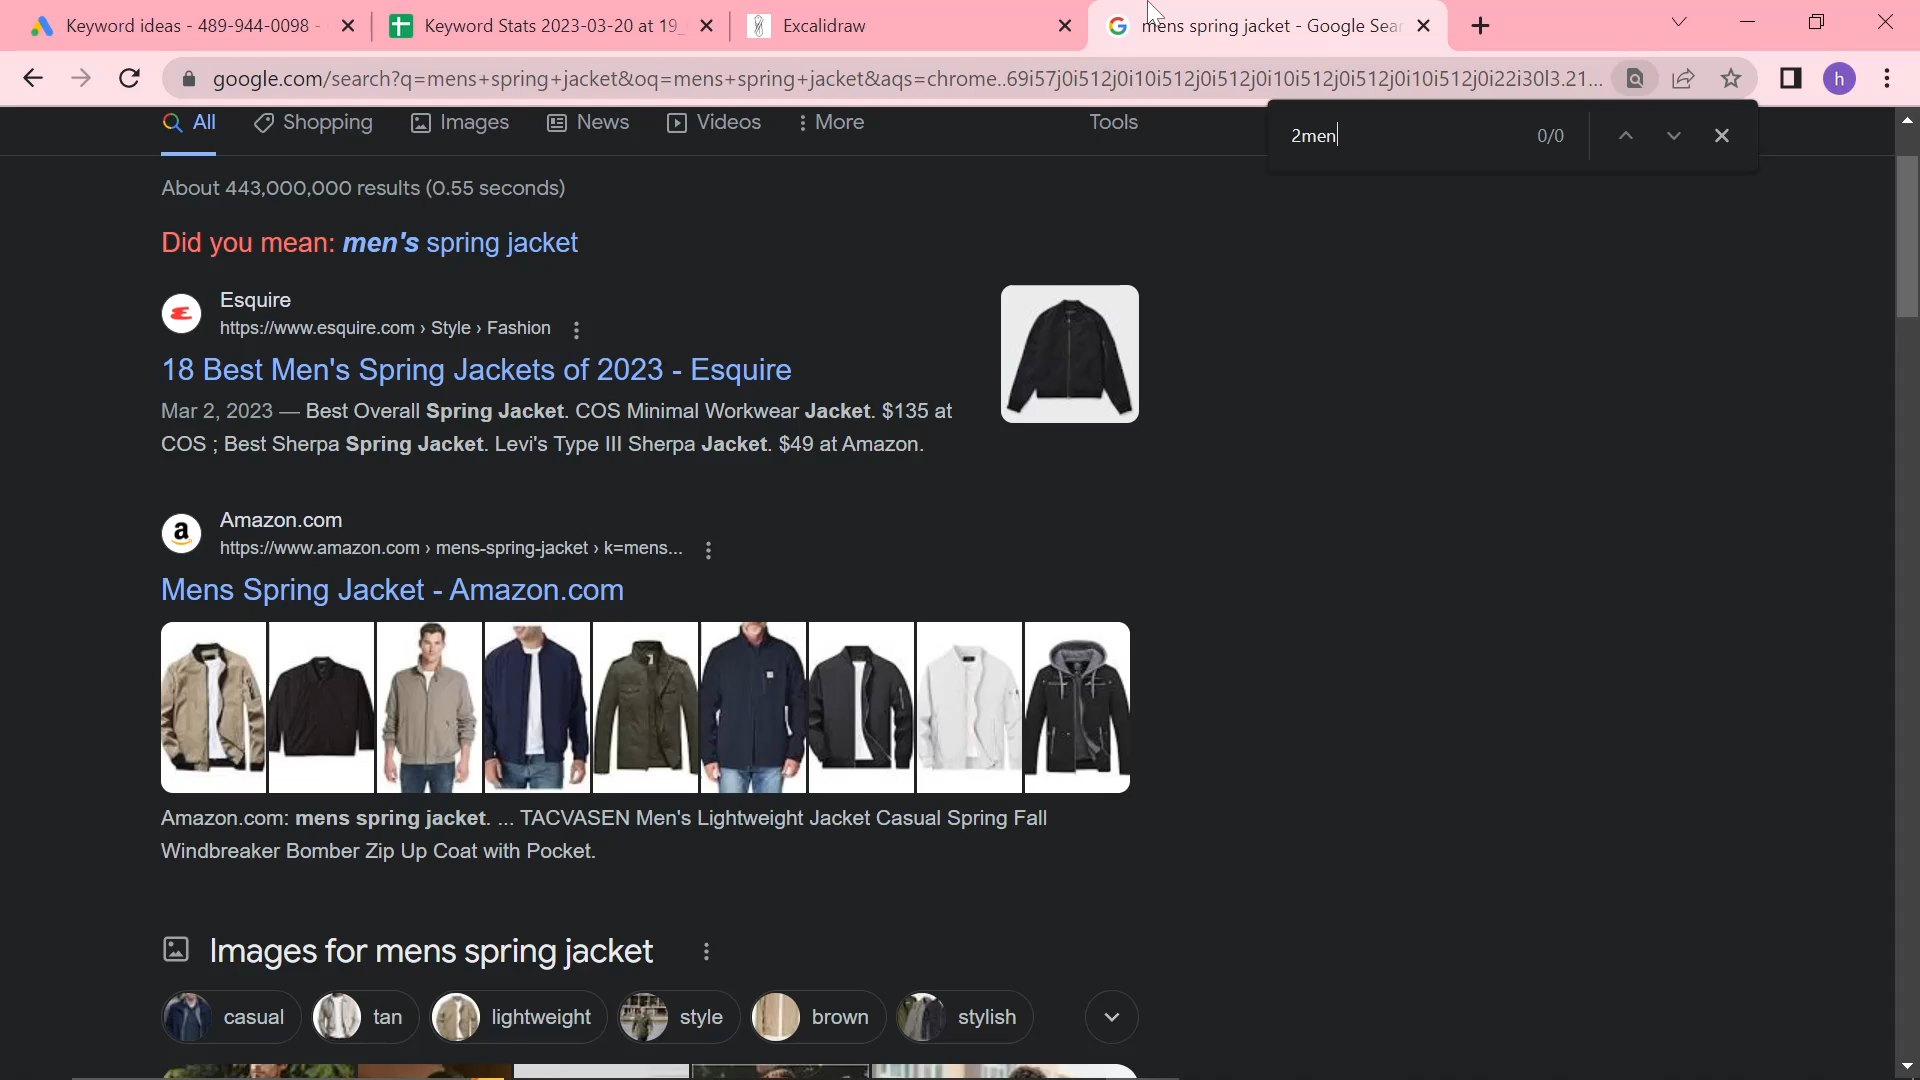 Keyword ideas - 489-944-0098 -
Keyword Stats 2023-03-20 at 19_
Excalidraw
mens spring jacket - Google Sear
google.com/search?q=mens+spring+jacket&oq=mens+spring+jacket&aqs=chrome..69i57j0i512j0i10i512j0i512j0i10i512j0i512j0i10i512j0i22i30l3.21...
h
All
Shopping
Images
News
Videos
More
Tools
2men
0/0
About 443,000,000 results (0.55 seconds)
Did you mean: men's spring jacket
Esquire
https://www.esquire.com › Style › Fashion
18 Best Men's Spring Jackets of 2023 - Esquire
Mar 2, 2023 — Best Overall Spring Jacket. COS Minimal Workwear Jacket. $135 at
COS ; Best Sherpa Spring Jacket. Levi's Type III Sherpa Jacket. $49 at Amazon.
Amazon.com
https://www.amazon.com › mens-spring-jacket › k=mens...
Mens Spring Jacket - Amazon.com
Amazon.com: mens spring jacket. ... TACVASEN Men's Lightweight Jacket Casual Spring Fall
Windbreaker Bomber Zip Up Coat with Pocket.
Images for mens spring jacket
casual
tan
lightweight
style
brown
stylish